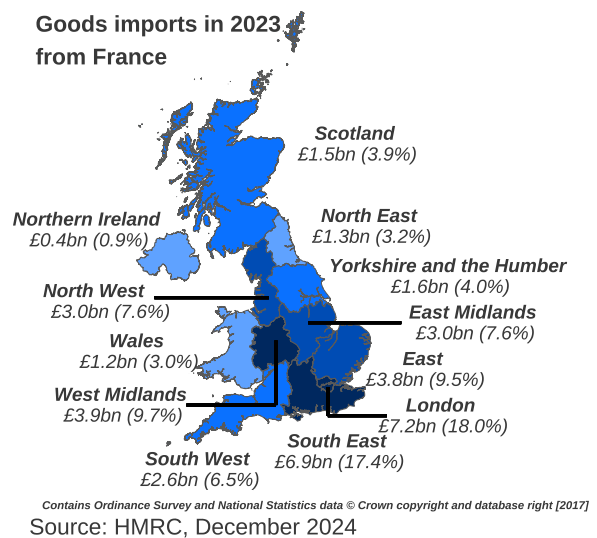 Goods imports in 2023
from France
Scotland
£1.5bn (3.9%)
Northern Ireland
£0.4bn (0.9%)
North East
£1.3bn (3.2%)
Yorkshire and the Humber
£1.6bn (4.0%)
North West
£3.0bn (7.6%)
East Midlands
£3.0bn (7.6%)
Wales
£1.2bn (3.0%)
East
£3.8bn (9.5%)
West Midlands
£3.9bn (9.7%)
London
£7.2bn (18.0%)
South East
£6.9bn (17.4%)
South West
£2.6bn (6.5%)
Contains Ordinance Survey and National Statistics data © Crown copyright and database right [2017]
Source: HMRC, December 2024